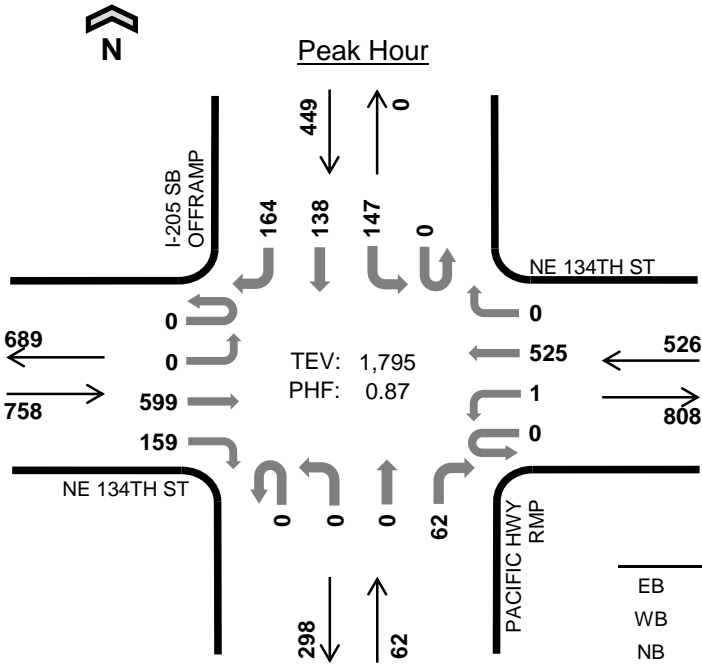 N
Peak Hour
449
0
I-205 SB
OFFRAMP
164
138
147
0
NE 134TH ST
0
0
689
0
525
526
TEV: 1,795
PHF: 0.87
758
599
1
808
159
0
NE 134TH ST
0
0
0
62
PACIFIC HWY
RMP
298
62
EB
WB
NB